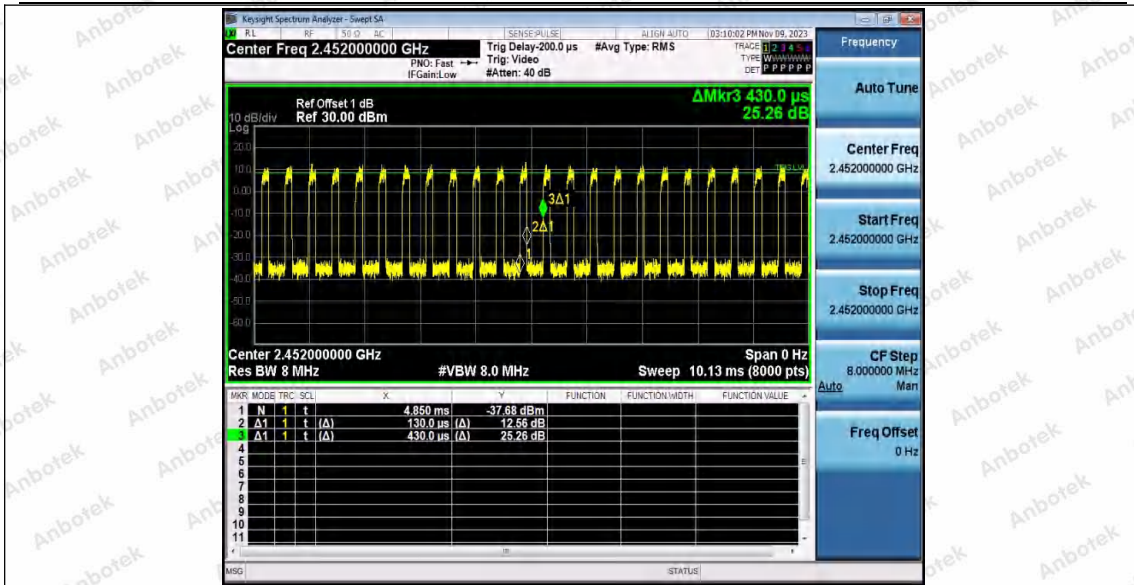 Keysight Spectrum Analyzer - Swept SA
RL RF 50 Ω AC SENSE:PULSE ALIGN AUTO 03:10:02 PM Nov 09, 2023
Center Freq 2.452000000 GHz Trig Delay-200.0 µs #Avg Type: RMS TRACE 1 2 3 4 5 6
PNO: Fast Trig: Video TYPE W
IFGain:Low #Atten: 40 dB DET P P P P P P
Frequency
ΔMkr3 430.0 µs
25.26 dB
Ref Offset 1 dB
10 dB/div Ref 30.00 dBm
Log
20.0
10.0
0.00
-10.0
-20.0
-30.0
-40.0
-50.0
-60.0
TRIG LVL
3Δ1
2Δ1
1
Center 2.452000000 GHz Span 0 Hz
Res BW 8 MHz #VBW 8.0 MHz Sweep 10.13 ms (8000 pts)
MKR MODE TRC SCL X Y FUNCTION FUNCTION WIDTH FUNCTION VALUE
1 N 1 t 4.850 ms -37.68 dBm
2 Δ1 1 t (Δ) 130.0 µs (Δ) 12.56 dB
3 Δ1 1 t (Δ) 430.0 µs (Δ) 25.26 dB
4
5
6
7
8
9
10
11
MSG STATUS
Auto Tune
Center Freq
2.452000000 GHz
Start Freq
2.452000000 GHz
Stop Freq
2.452000000 GHz
CF Step
8.000000 MHz
Auto Man
Freq Offset
0 Hz
Anbotek